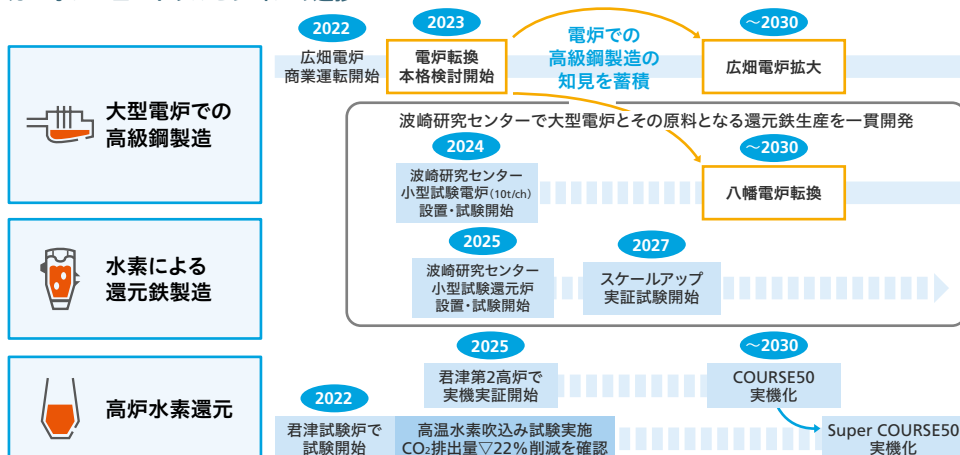 2022
2023
～2030
広畑電炉
商業運転開始
電炉転換
本格検討開始
電炉での
高級鋼製造の
知見を蓄積
広畑電炉拡大
大型電炉での
高級鋼製造
波崎研究センターで大型電炉とその原料となる還元鉄生産を一貫開発
2024
～2030
波崎研究センター
小型試験電炉(10t/ch)
設置・試験開始
八幡電炉転換
水素による
還元鉄製造
2025
2027
波崎研究センター
小型試験還元炉
設置・試験開始
スケールアップ
実証試験開始
高炉水素還元
2025
～2030
君津第2高炉で
実機実証開始
COURSE50
実機化
2022
君津試験炉で
試験開始
高温水素吹込み試験実施
CO₂排出量▽22%削減を確認
Super COURSE50
実機化